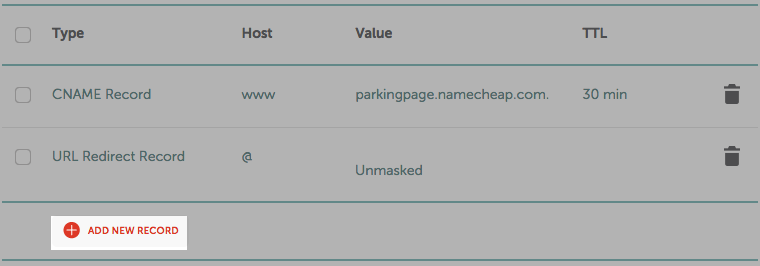 Type Host Value TTL
CNAME Record www parkingpage.namecheap.com. 30 min
URL Redirect Record @
Unmasked
ADD NEW RECORD